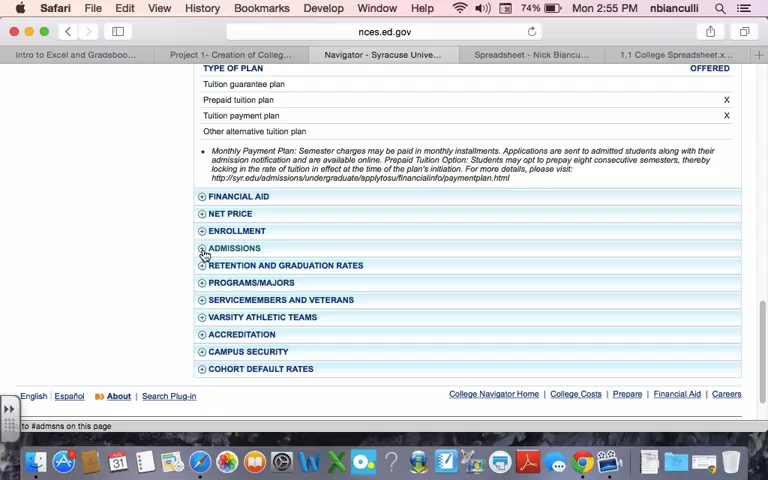 Safari File Edit View History Bookmarks Develop Window Help 74% Mon 2:55 PM nbianculli
nces.ed.gov
Intro to Excel and Gradeboo... Project 1- Creation of Colleg... Navigator - Syracuse Unive... Spreadsheet - Nick Biancu... 1.1 College Spreadsheet.x...
TYPE OF PLAN OFFERED
Tuition guarantee plan
Prepaid tuition plan X
Tuition payment plan X
Other alternative tuition plan
• Monthly Payment Plan: Semester charges may be paid in monthly installments. Applications are sent to admitted students along with their
admission notification and are available online. Prepaid Tuition Option: Students may opt to prepay eight consecutive semesters, thereby
locking in the rate of tuition in effect at the time of the plan's initiation. For more details, please visit:
http://syr.edu/admissions/undergraduate/applytosu/financialinfo/paymentplan.html
FINANCIAL AID
NET PRICE
ENROLLMENT
ADMISSIONS
RETENTION AND GRADUATION RATES
PROGRAMS/MAJORS
SERVICEMEMBERS AND VETERANS
VARSITY ATHLETIC TEAMS
ACCREDITATION
CAMPUS SECURITY
COHORT DEFAULT RATES
English Español About Search Plug-in College Navigator Home College Costs Prepare Financial Aid Careers
to #admsns on this page
31